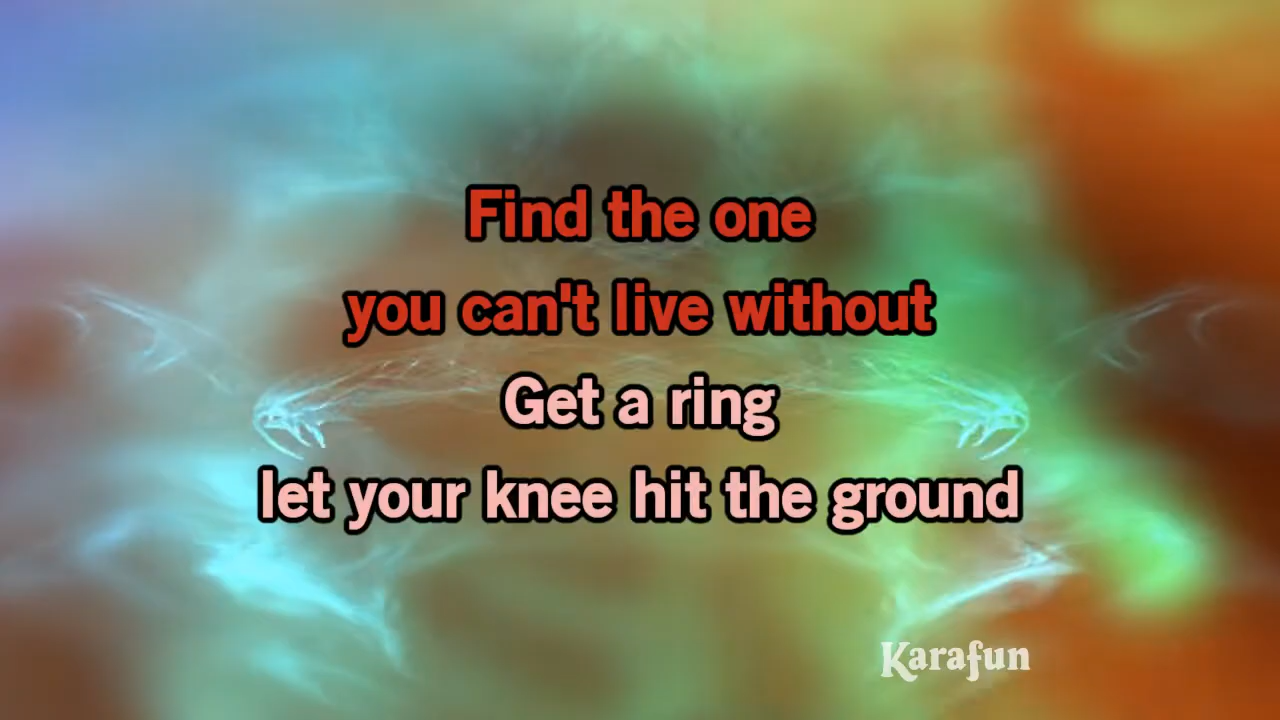 Find the one
you can't live without
Get a ring
let your knee hit the ground
Karafun